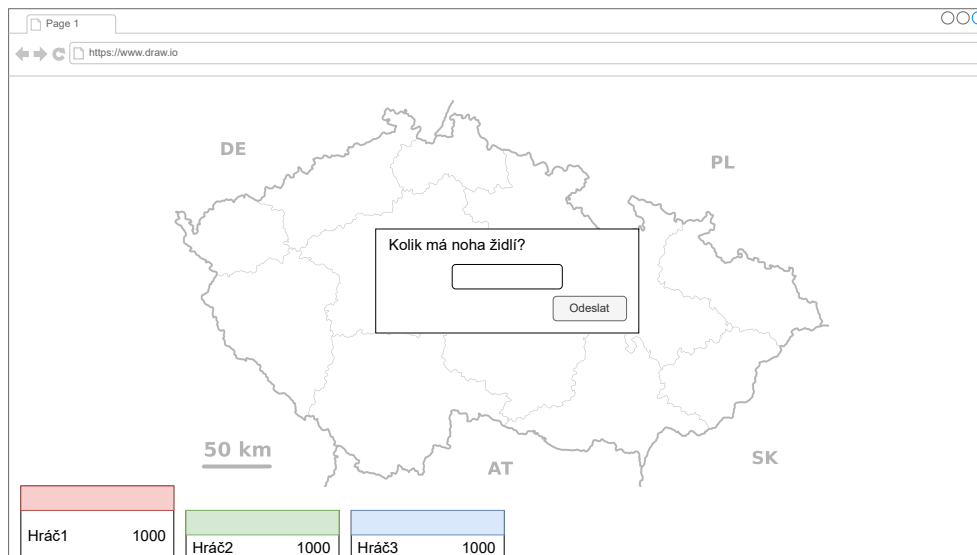 Page 1
https://www.draw.io
DE
PL
Kolik má noha židlí?
Odeslat
50 km
AT
SK
Hráč1 1000
Hráč2 1000
Hráč3 1000